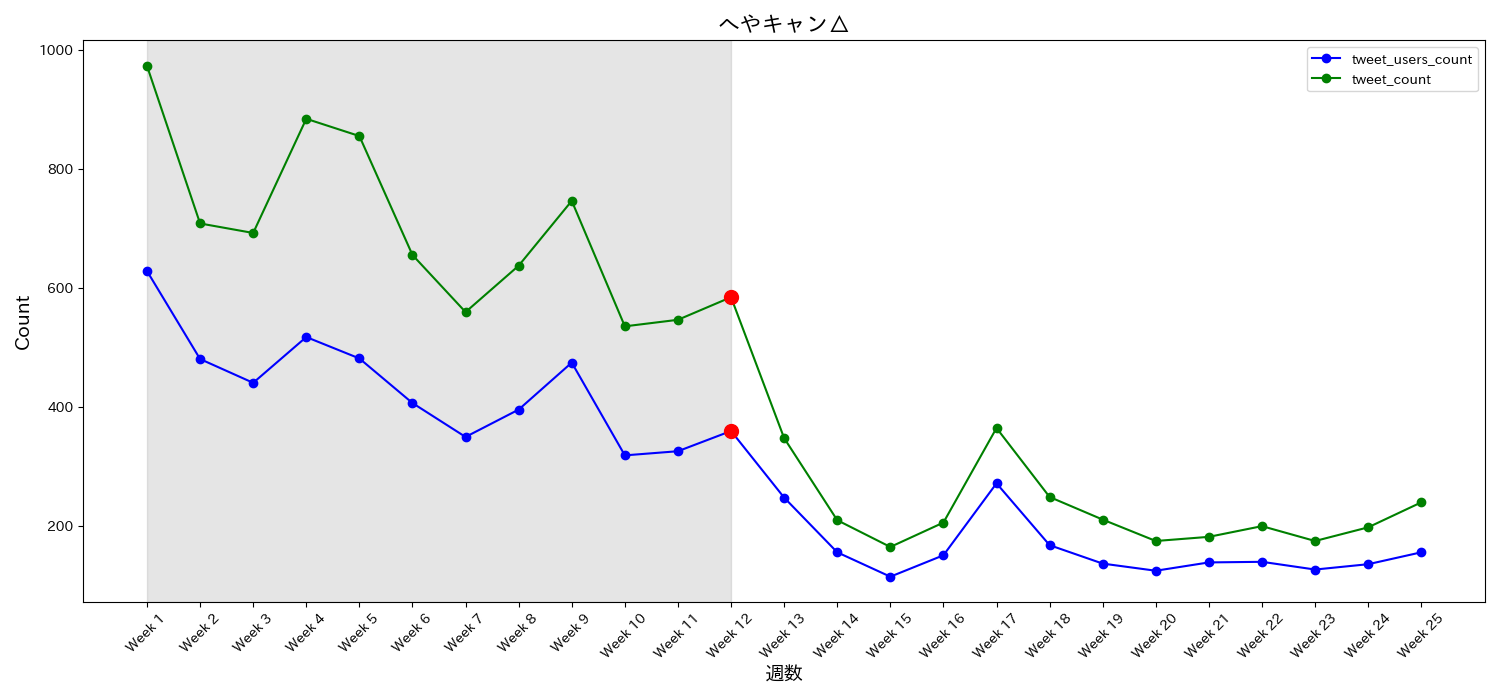 へやキャン△
1000
800
600
400
200
Count
tweet_users_count
tweet_count
Week 1
Week 2
Week 3
Week 4
Week 5
Week 6
Week 7
Week 8
Week 9
Week 10
Week 11
Week 12
Week 13
Week 14
Week 15
Week 16
Week 17
Week 18
Week 19
Week 20
Week 21
Week 22
Week 23
Week 24
Week 25
週数